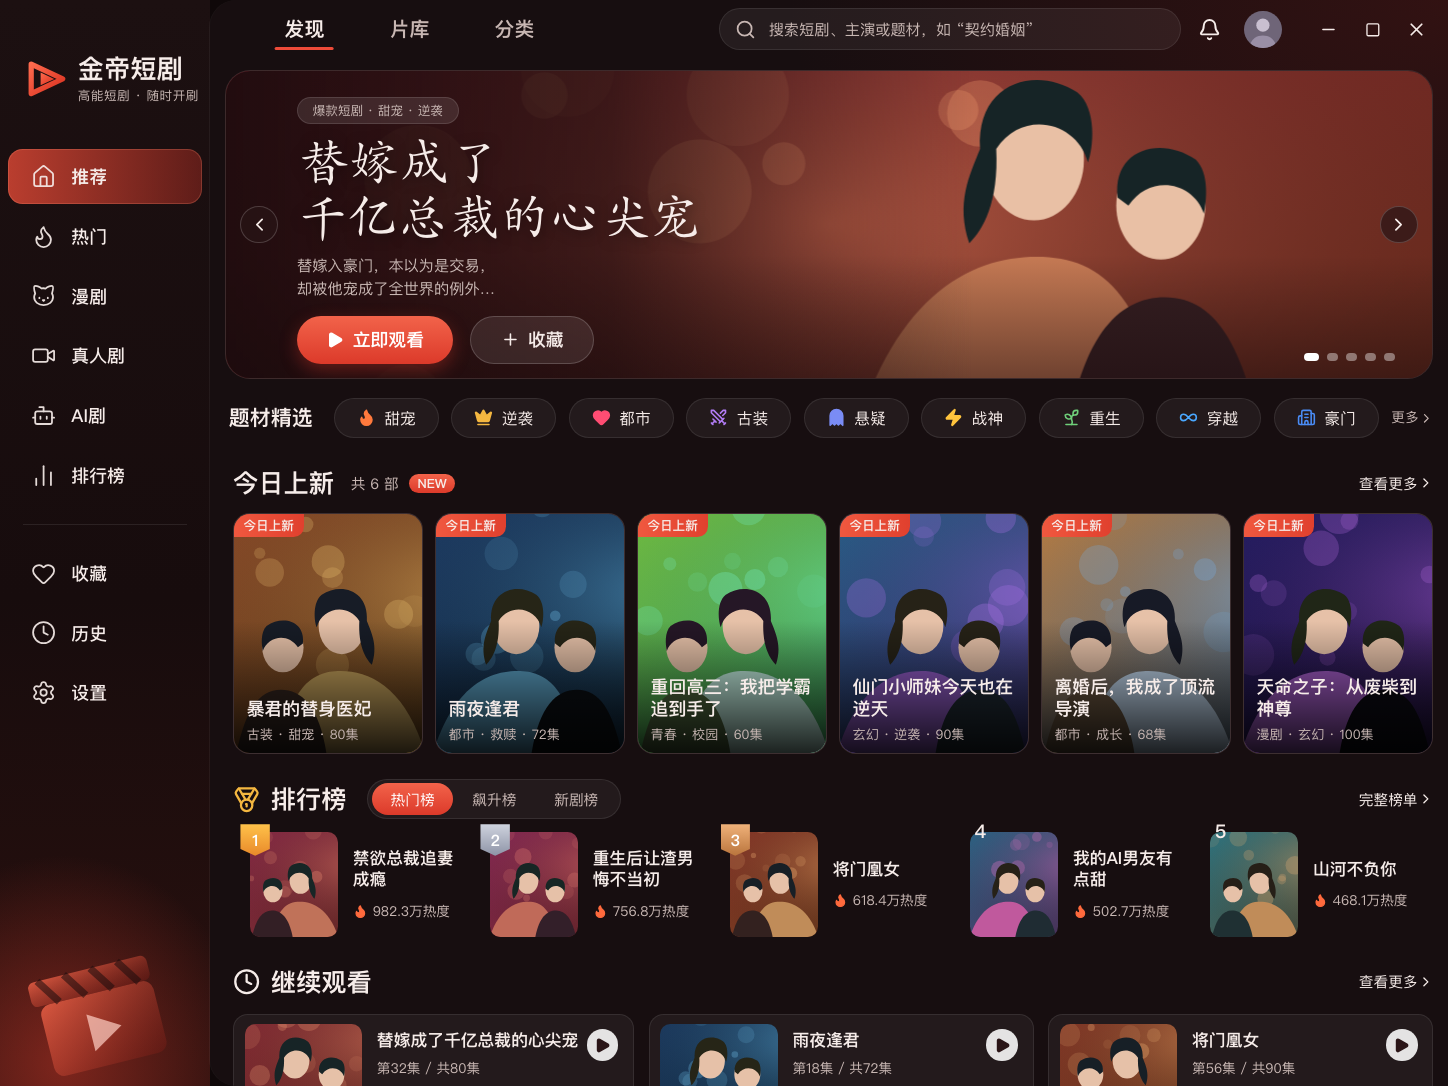 金帝短剧
高能短剧 · 随时开刷
推荐
热门
漫剧
真人剧
AI剧
排行榜
收藏
历史
设置
发现
片库
分类
搜索短剧、主演或题材，如 “契约婚姻”
爆款短剧 · 甜宠 · 逆袭
替嫁成了
千亿总裁的心尖宠
替嫁入豪门，本以为是交易，
却被他宠成了全世界的例外...
立即观看
收藏
题材精选
甜宠
逆袭
都市
古装
悬疑
战神
重生
穿越
豪门
更多
今日上新
共 6 部
NEW
查看更多
今日上新
暴君的替身医妃
古装 · 甜宠 · 80集
今日上新
雨夜逢君
都市 · 救赎 · 72集
今日上新
重回高三：我把学霸
追到手了
青春 · 校园 · 60集
今日上新
仙门小师妹今天也在
逆天
玄幻 · 逆袭 · 90集
今日上新
离婚后，我成了顶流
导演
都市 · 成长 · 68集
今日上新
天命之子：从废柴到
神尊
漫剧 · 玄幻 · 100集
排行榜
热门榜
飙升榜
新剧榜
完整榜单
1
禁欲总裁追妻
成瘾
982.3万热度
2
重生后让渣男
悔不当初
756.8万热度
3
将门凰女
618.4万热度
4
我的AI男友有
点甜
502.7万热度
5
山河不负你
468.1万热度
继续观看
查看更多
替嫁成了千亿总裁的心尖宠
第32集 / 共80集
雨夜逢君
第18集 / 共72集
将门凰女
第56集 / 共90集